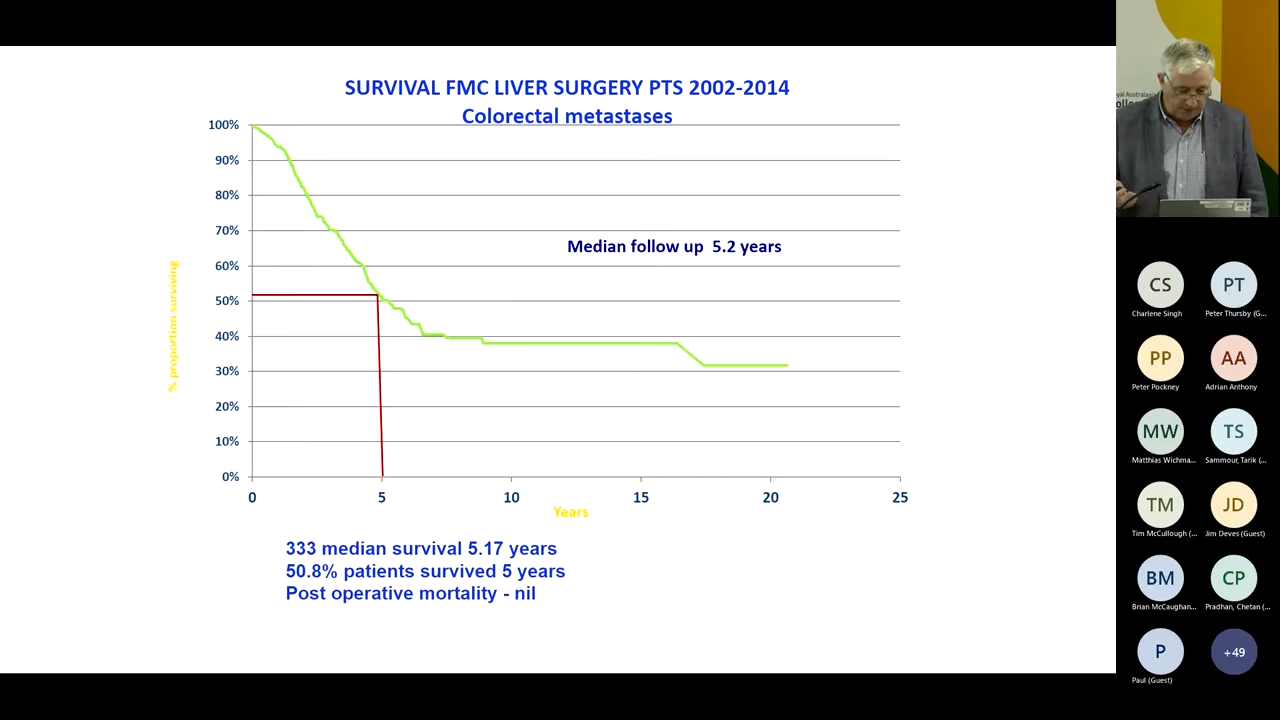 SURVIVAL FMC LIVER SURGERY PTS 2002-2014
Colorectal metastases
100%
90%
80%
70%
60%
50%
40%
30%
20%
10%
0%
% proportion surviving
Median follow up 5.2 years
0 5 10 15 20 25
Years
333 median survival 5.17 years
50.8% patients survived 5 years
Post operative mortality - nil
oyal Australasia
olle
CS PT
Charlene Singh Peter Thursby (G...
PP AA
Peter Pockney Adrian Anthony
MW TS
Matthias Wichma... Sammour, Tarik (...
TM JD
Tim McCullough (... Jim Deves (Guest)
BM CP
Brian McCaughan... Pradhan, Chetan (...
P +49
Paul (Guest)